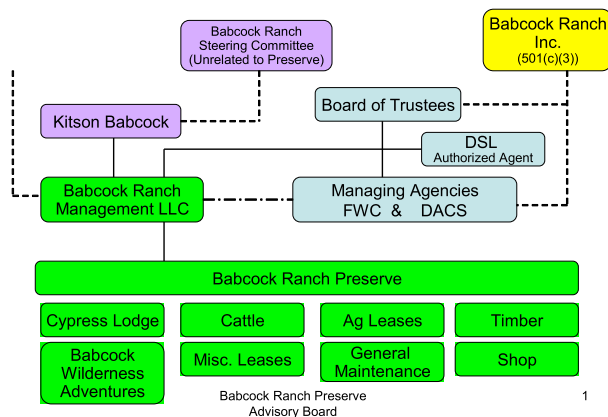 Babcock Ranch
Steering Committee
(Unrelated to Preserve)
Babcock Ranch
Inc.
(501(c)(3))
Board of Trustees
Kitson Babcock
DSL
Authorized Agent
Babcock Ranch
Management LLC
Managing Agencies
FWC & DACS
Babcock Ranch Preserve
Cypress Lodge
Cattle
Ag Leases
Timber
Babcock
Wilderness
Adventures
Misc. Leases
General
Maintenance
Shop
Babcock Ranch Preserve
Advisory Board
1